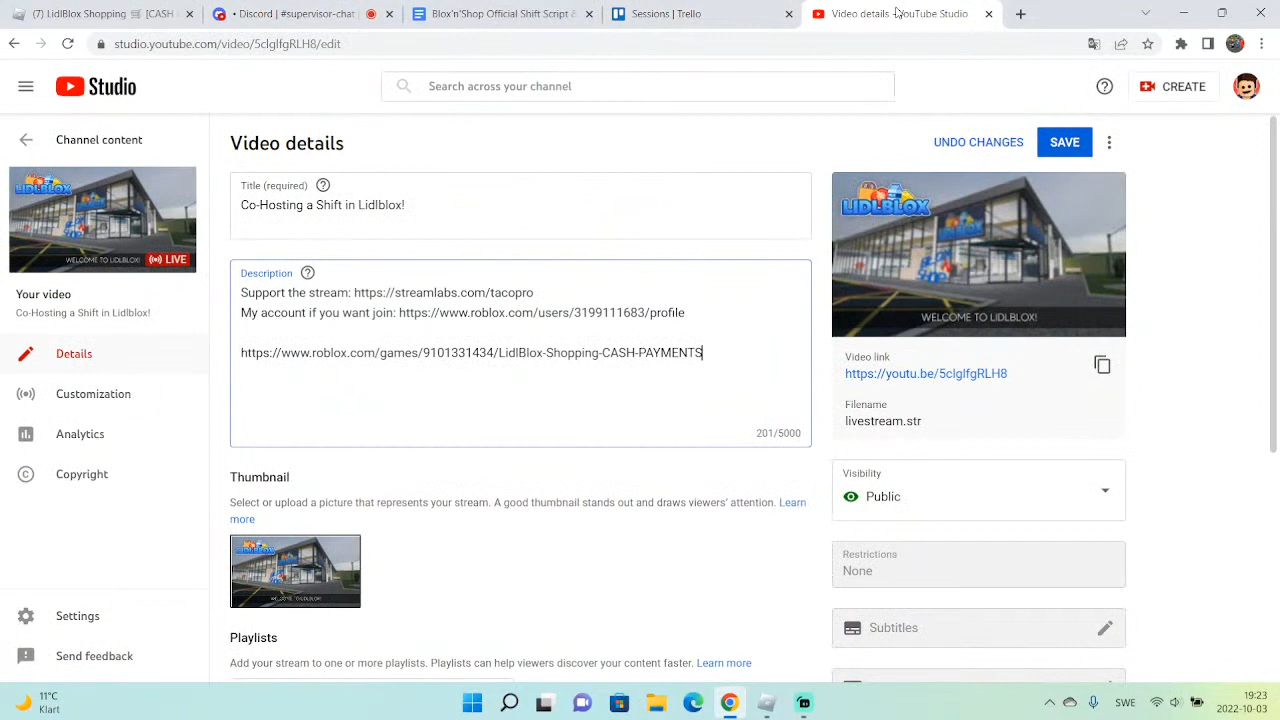 LIDLBLOX | Shopping 🛒 [CASH
• Discord | #supervisor-
Blox'n'Shop Official Shift Script &
Sessions | Trello
Video details - YouTube Studio
studio.youtube.com/video/5cIgIfgRLH8/edit
Studio
Search across your channel
CREATE
Channel content
Video details
UNDO CHANGES
SAVE
LIDLBLOX
WELCOME TO LIDLBLOX!
LIVE
Your video
Co-Hosting a Shift in Lidlblox!
Details
Customization
Analytics
Copyright
Settings
Send feedback
Title (required)
Co-Hosting a Shift in Lidlblox!
Description
Support the stream: https://streamlabs.com/tacopro
My account if you want join: https://www.roblox.com/users/3199111683/profile
https://www.roblox.com/games/9101331434/LidlBlox-Shopping-CASH-PAYMENTS
201/5000
Thumbnail
Select or upload a picture that represents your stream. A good thumbnail stands out and draws viewers' attention. Learn
more
LIDLBLOX
WELCOME TO LIDLBLOX!
Playlists
Add your stream to one or more playlists. Playlists can help viewers discover your content faster. Learn more
LIDLBLOX
WELCOME TO LIDLBLOX!
Video link
https://youtu.be/5cIgIfgRLH8
Filename
livestream.str
Visibility
Public
Restrictions
None
Subtitles
11°C
Klart
SWE
19:23
2022-10-03